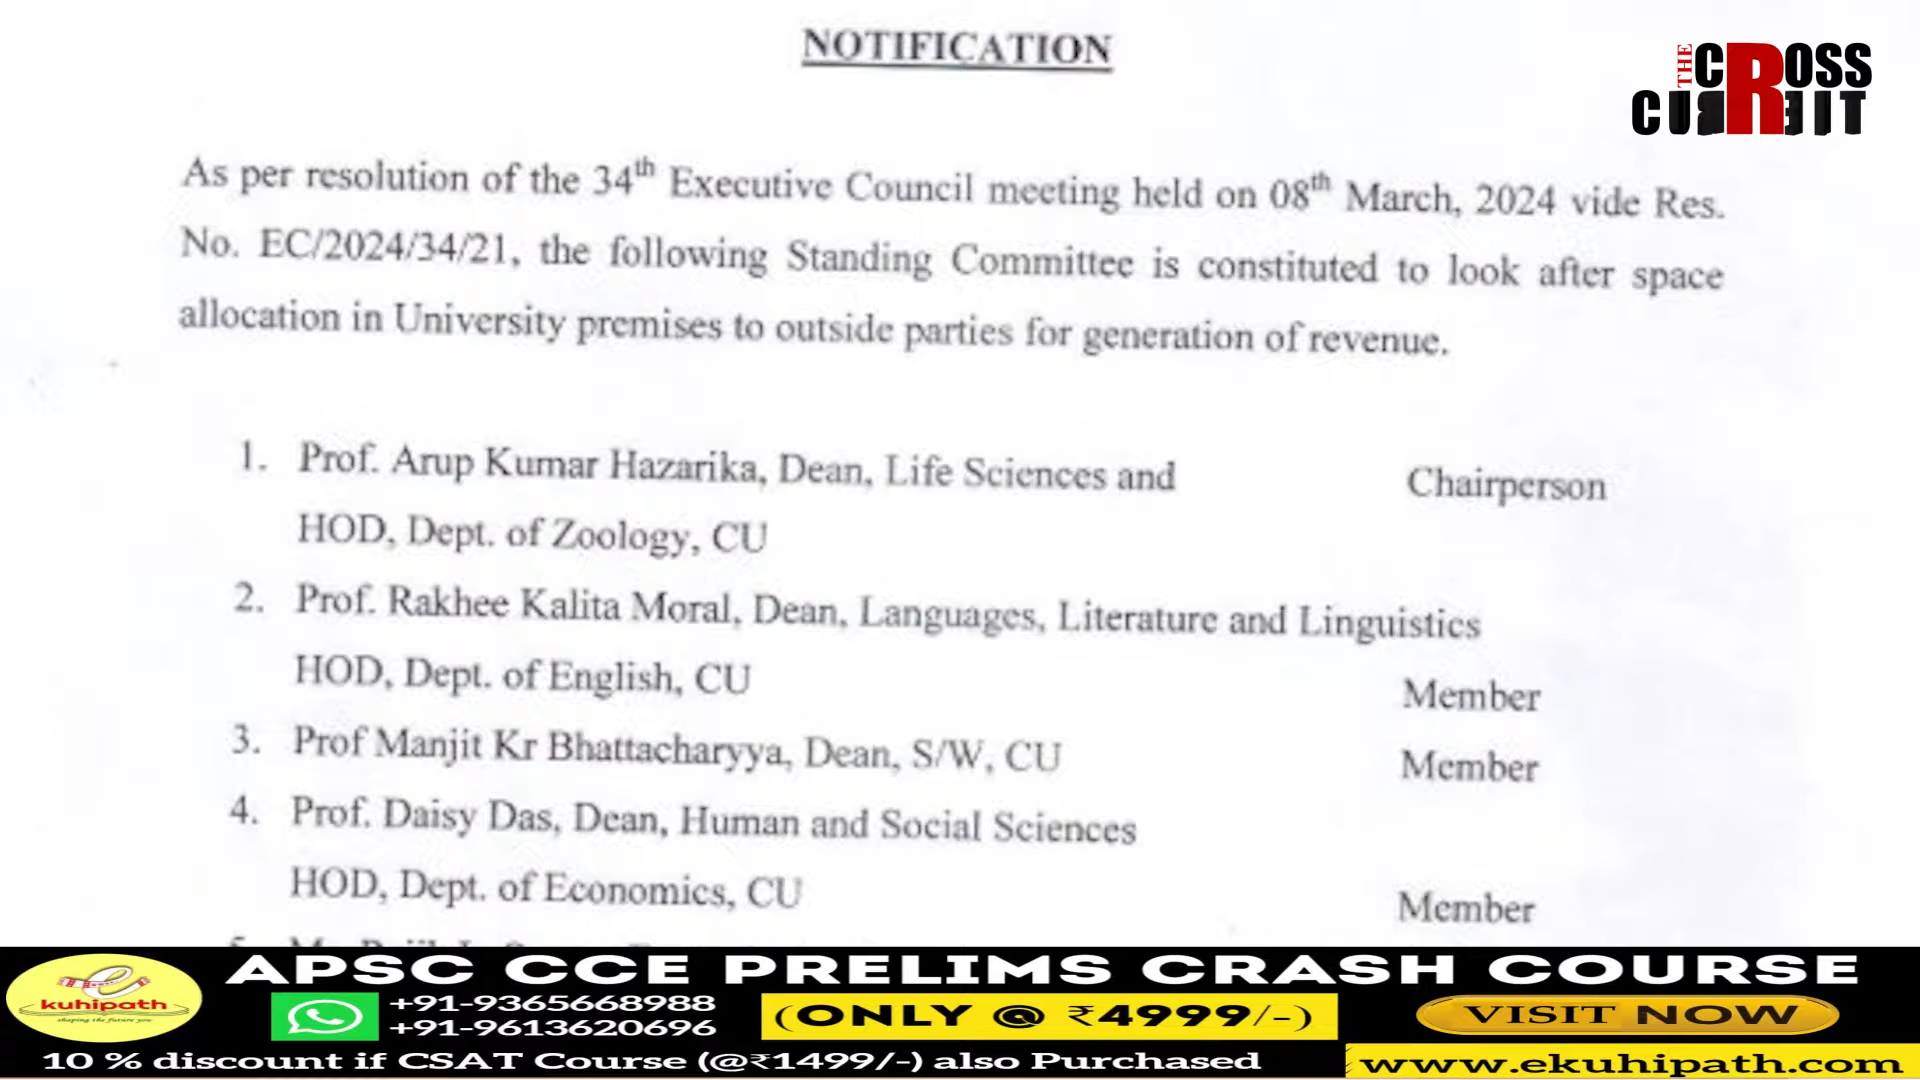 NOTIFICATION
THE CROSS
CURRENT
As per resolution of the 34th Executive Council meeting held on 08th March, 2024 vide Res.
No. EC/2024/34/21, the following Standing Committee is constituted to look after space
allocation in University premises to outside parties for generation of revenue.
1. Prof. Arup Kumar Hazarika, Dean, Life Sciences and Chairperson
HOD, Dept. of Zoology, CU
2. Prof. Rakhee Kalita Moral, Dean, Languages, Literature and Linguistics
HOD, Dept. of English, CU Member
3. Prof Manjit Kr Bhattacharyya, Dean, S/W, CU Member
4. Prof. Daisy Das, Dean, Human and Social Sciences
HOD, Dept. of Economics, CU Member
APSC CCE PRELIMS CRASH COURSE
ekuhipath
shaping the future you
+91-9365668988
+91-9613620696
(ONLY @ ₹4999/-)
VISIT NOW
10 % discount if CSAT Course (@₹1499/-) also Purchased
www.ekuhipath.com